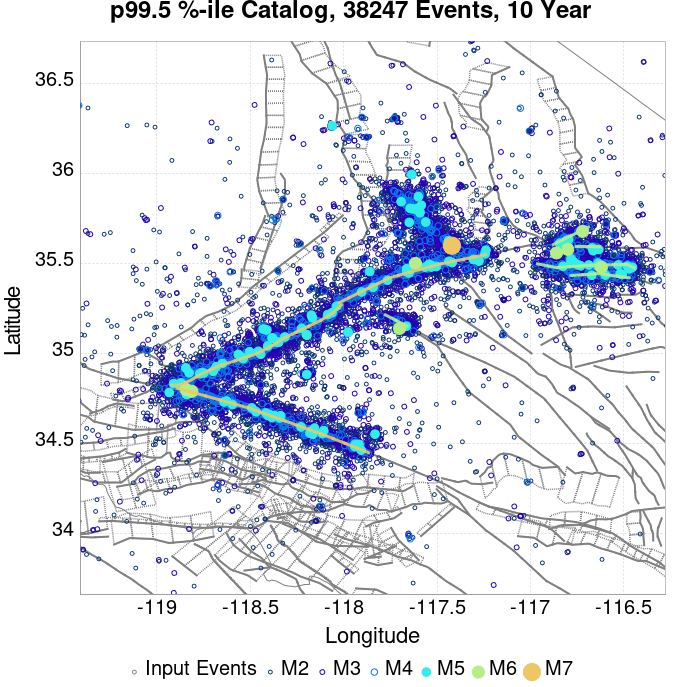 p99.5 %-ile Catalog, 38247 Events, 10 Year
36.5
36
35.5
35
34.5
34
Latitude
-119 -118.5 -118 -117.5 -117 -116.5
Longitude
Input Events M2 M3 M4 M5 M6 M7